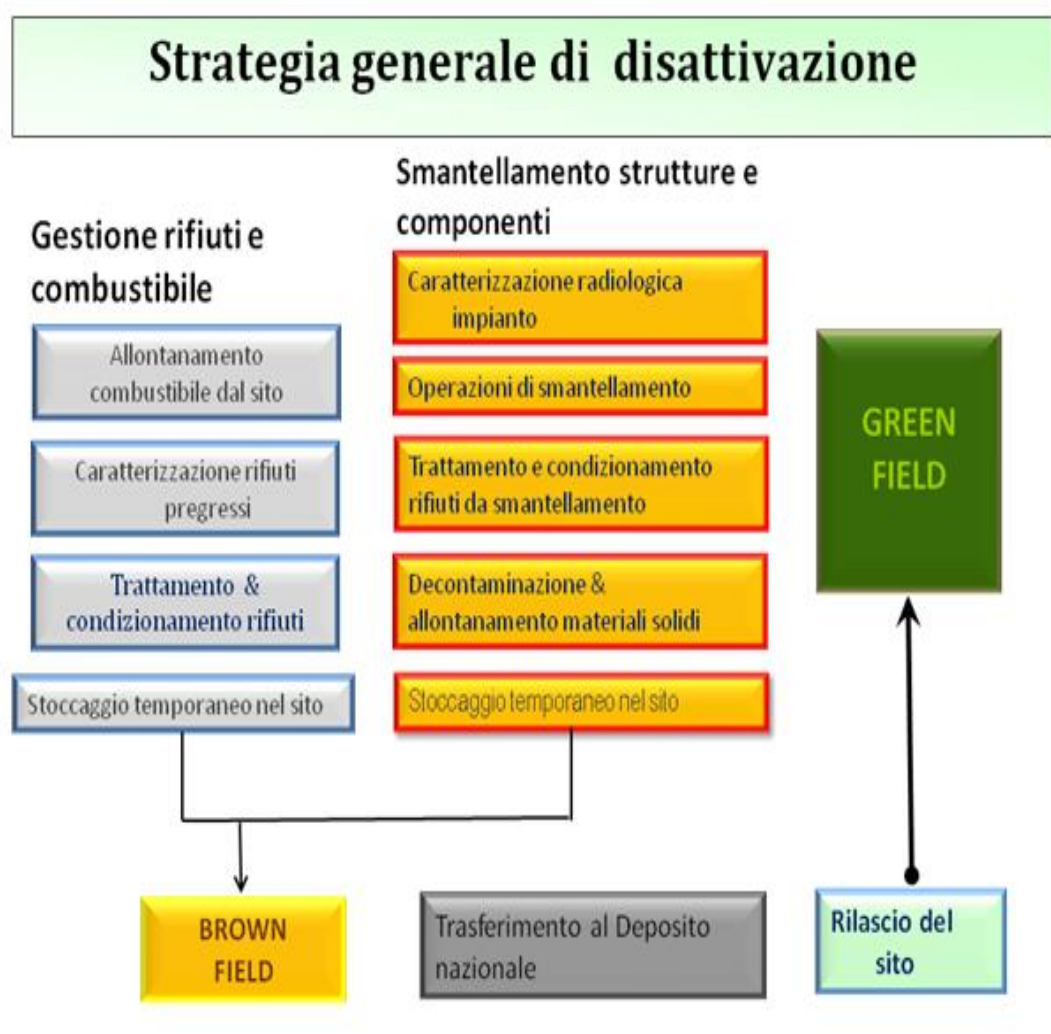 Strategia generale di disattivazione
Gestione rifiuti e
combustibile
Allontanamento
combustibile dal sito
Caratterizzazione rifiuti
pregressi
Trattamento &
condizionamento rifiuti
Stoccaggio temporaneo nel sito
Smantellamento strutture e
componenti
Caratterizzazione radiologica
impianto
Operazioni di smantellamento
Trattamento e condizionamento
rifiuti da smantellamento
Decontaminazione &
allontanamento materiali solidi
Stoccaggio temporaneo nel sito
GREEN
FIELD
BROWN
FIELD
Trasferimento al Deposito
nazionale
Rilascio del
sito